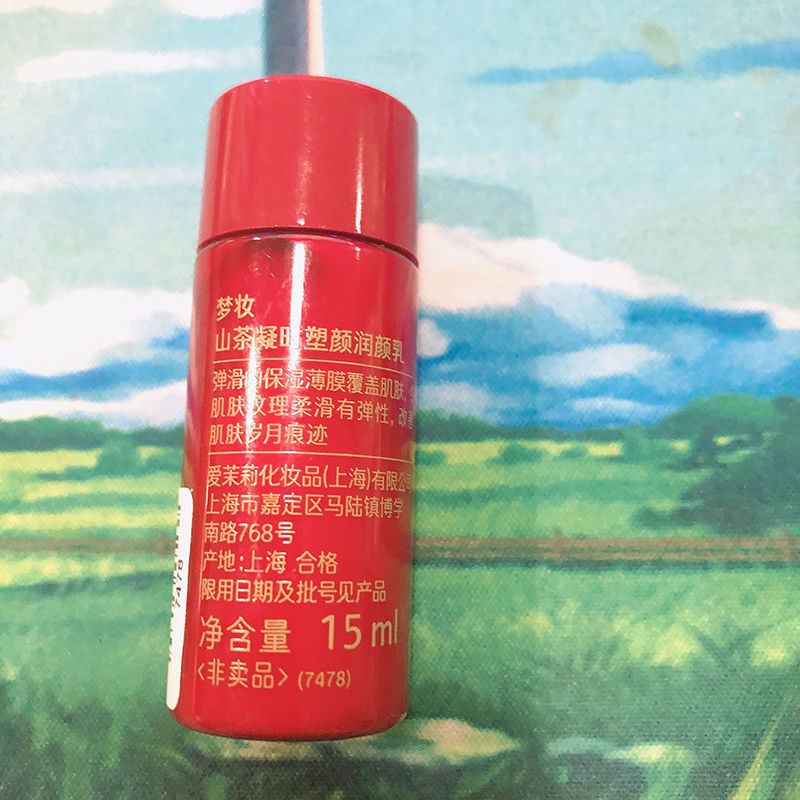 梦妆
山茶凝时塑颜润颜乳
弹滑的保湿薄膜覆盖肌肤,
肌肤纹理柔滑有弹性, 改善
肌肤岁月痕迹
爱茉莉化妆品(上海)有限公司
上海市嘉定区马陆镇博学
南路768号
产地:上海 合格
限用日期及批号见产品
净含量 15 ml
<非卖品> (7478)
7478